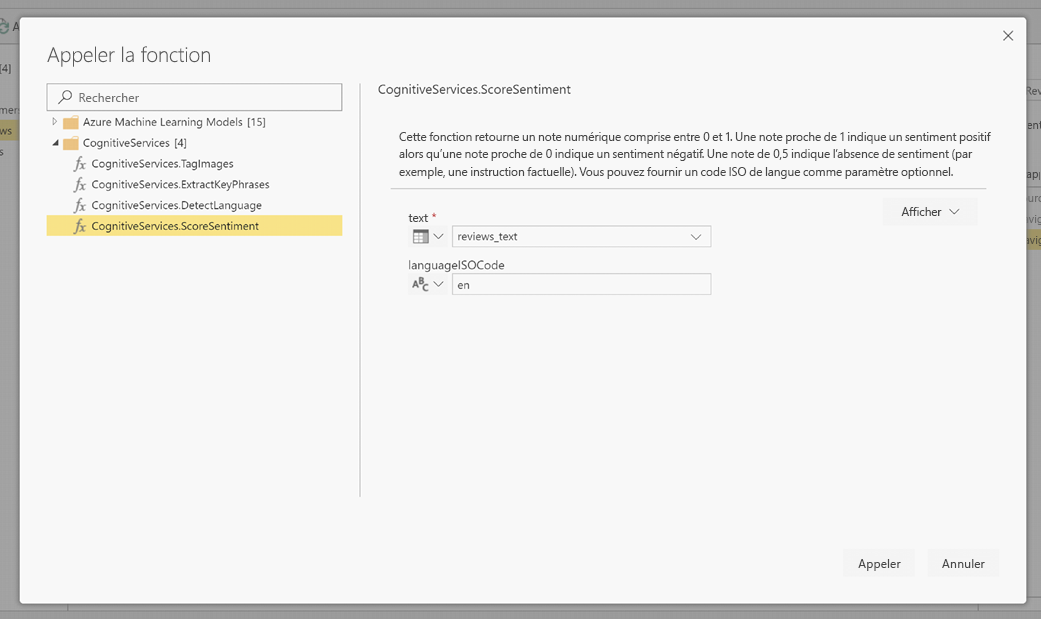 Appeler la fonction
Rechercher
Azure Machine Learning Models [15]
CognitiveServices [4]
CognitiveServices.TagImages
CognitiveServices.ExtractKeyPhrases
CognitiveServices.DetectLanguage
CognitiveServices.ScoreSentiment
CognitiveServices.ScoreSentiment
Cette fonction retourne un note numérique comprise entre 0 et 1. Une note proche de 1 indique un sentiment positif
alors qu'une note proche de 0 indique un sentiment négatif. Une note de 0,5 indique l'absence de sentiment (par
exemple, une instruction factuelle). Vous pouvez fournir un code ISO de langue comme paramètre optionnel.
Afficher
text *
reviews_text
languageISOCode
ABC
en
Appeler
Annuler
[4]